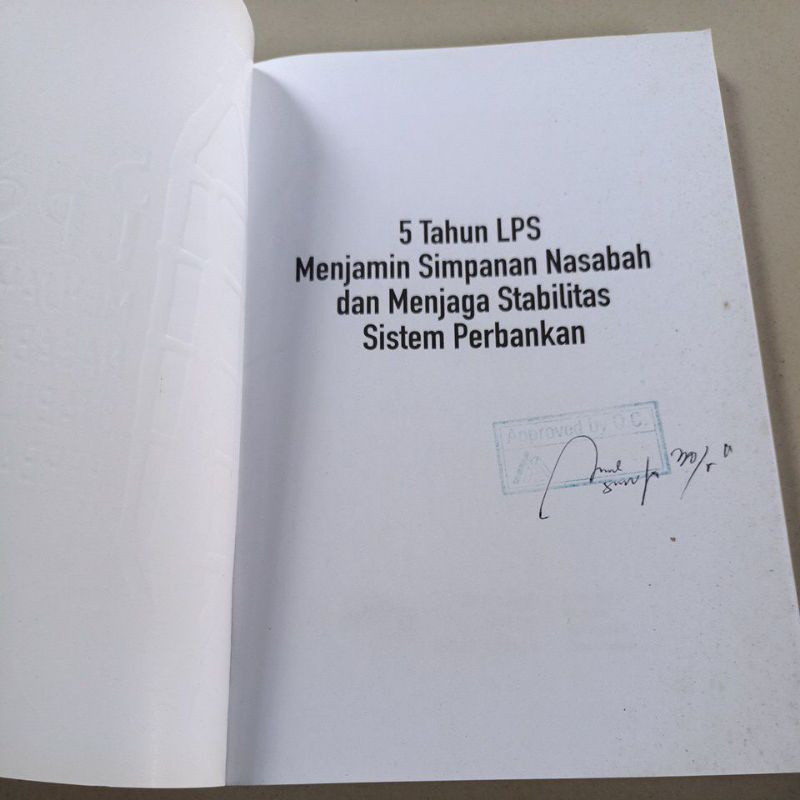 5 Tahun LPS
Menjamin Simpanan Nasabah
dan Menjaga Stabilitas
Sistem Perbankan
Approved by O.C.